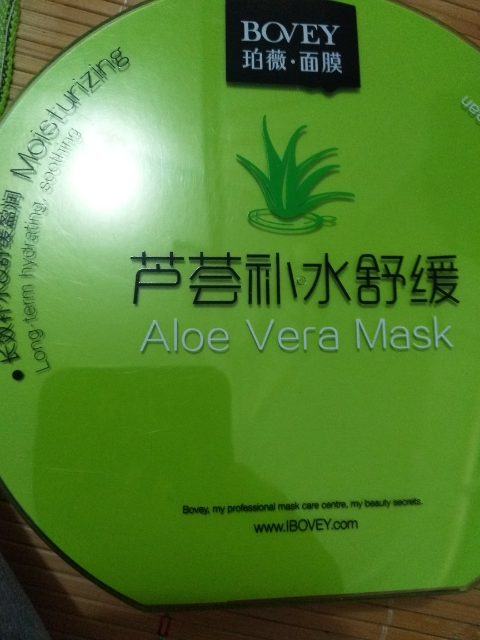 BOVEY
珀薇·面膜
Moisturizing
Long-term hydrating, soothing
芦荟补水舒缓
Aloe Vera Mask
Bovey, my professional mask care centre, my beauty secrets.
www.IBOVEY.com